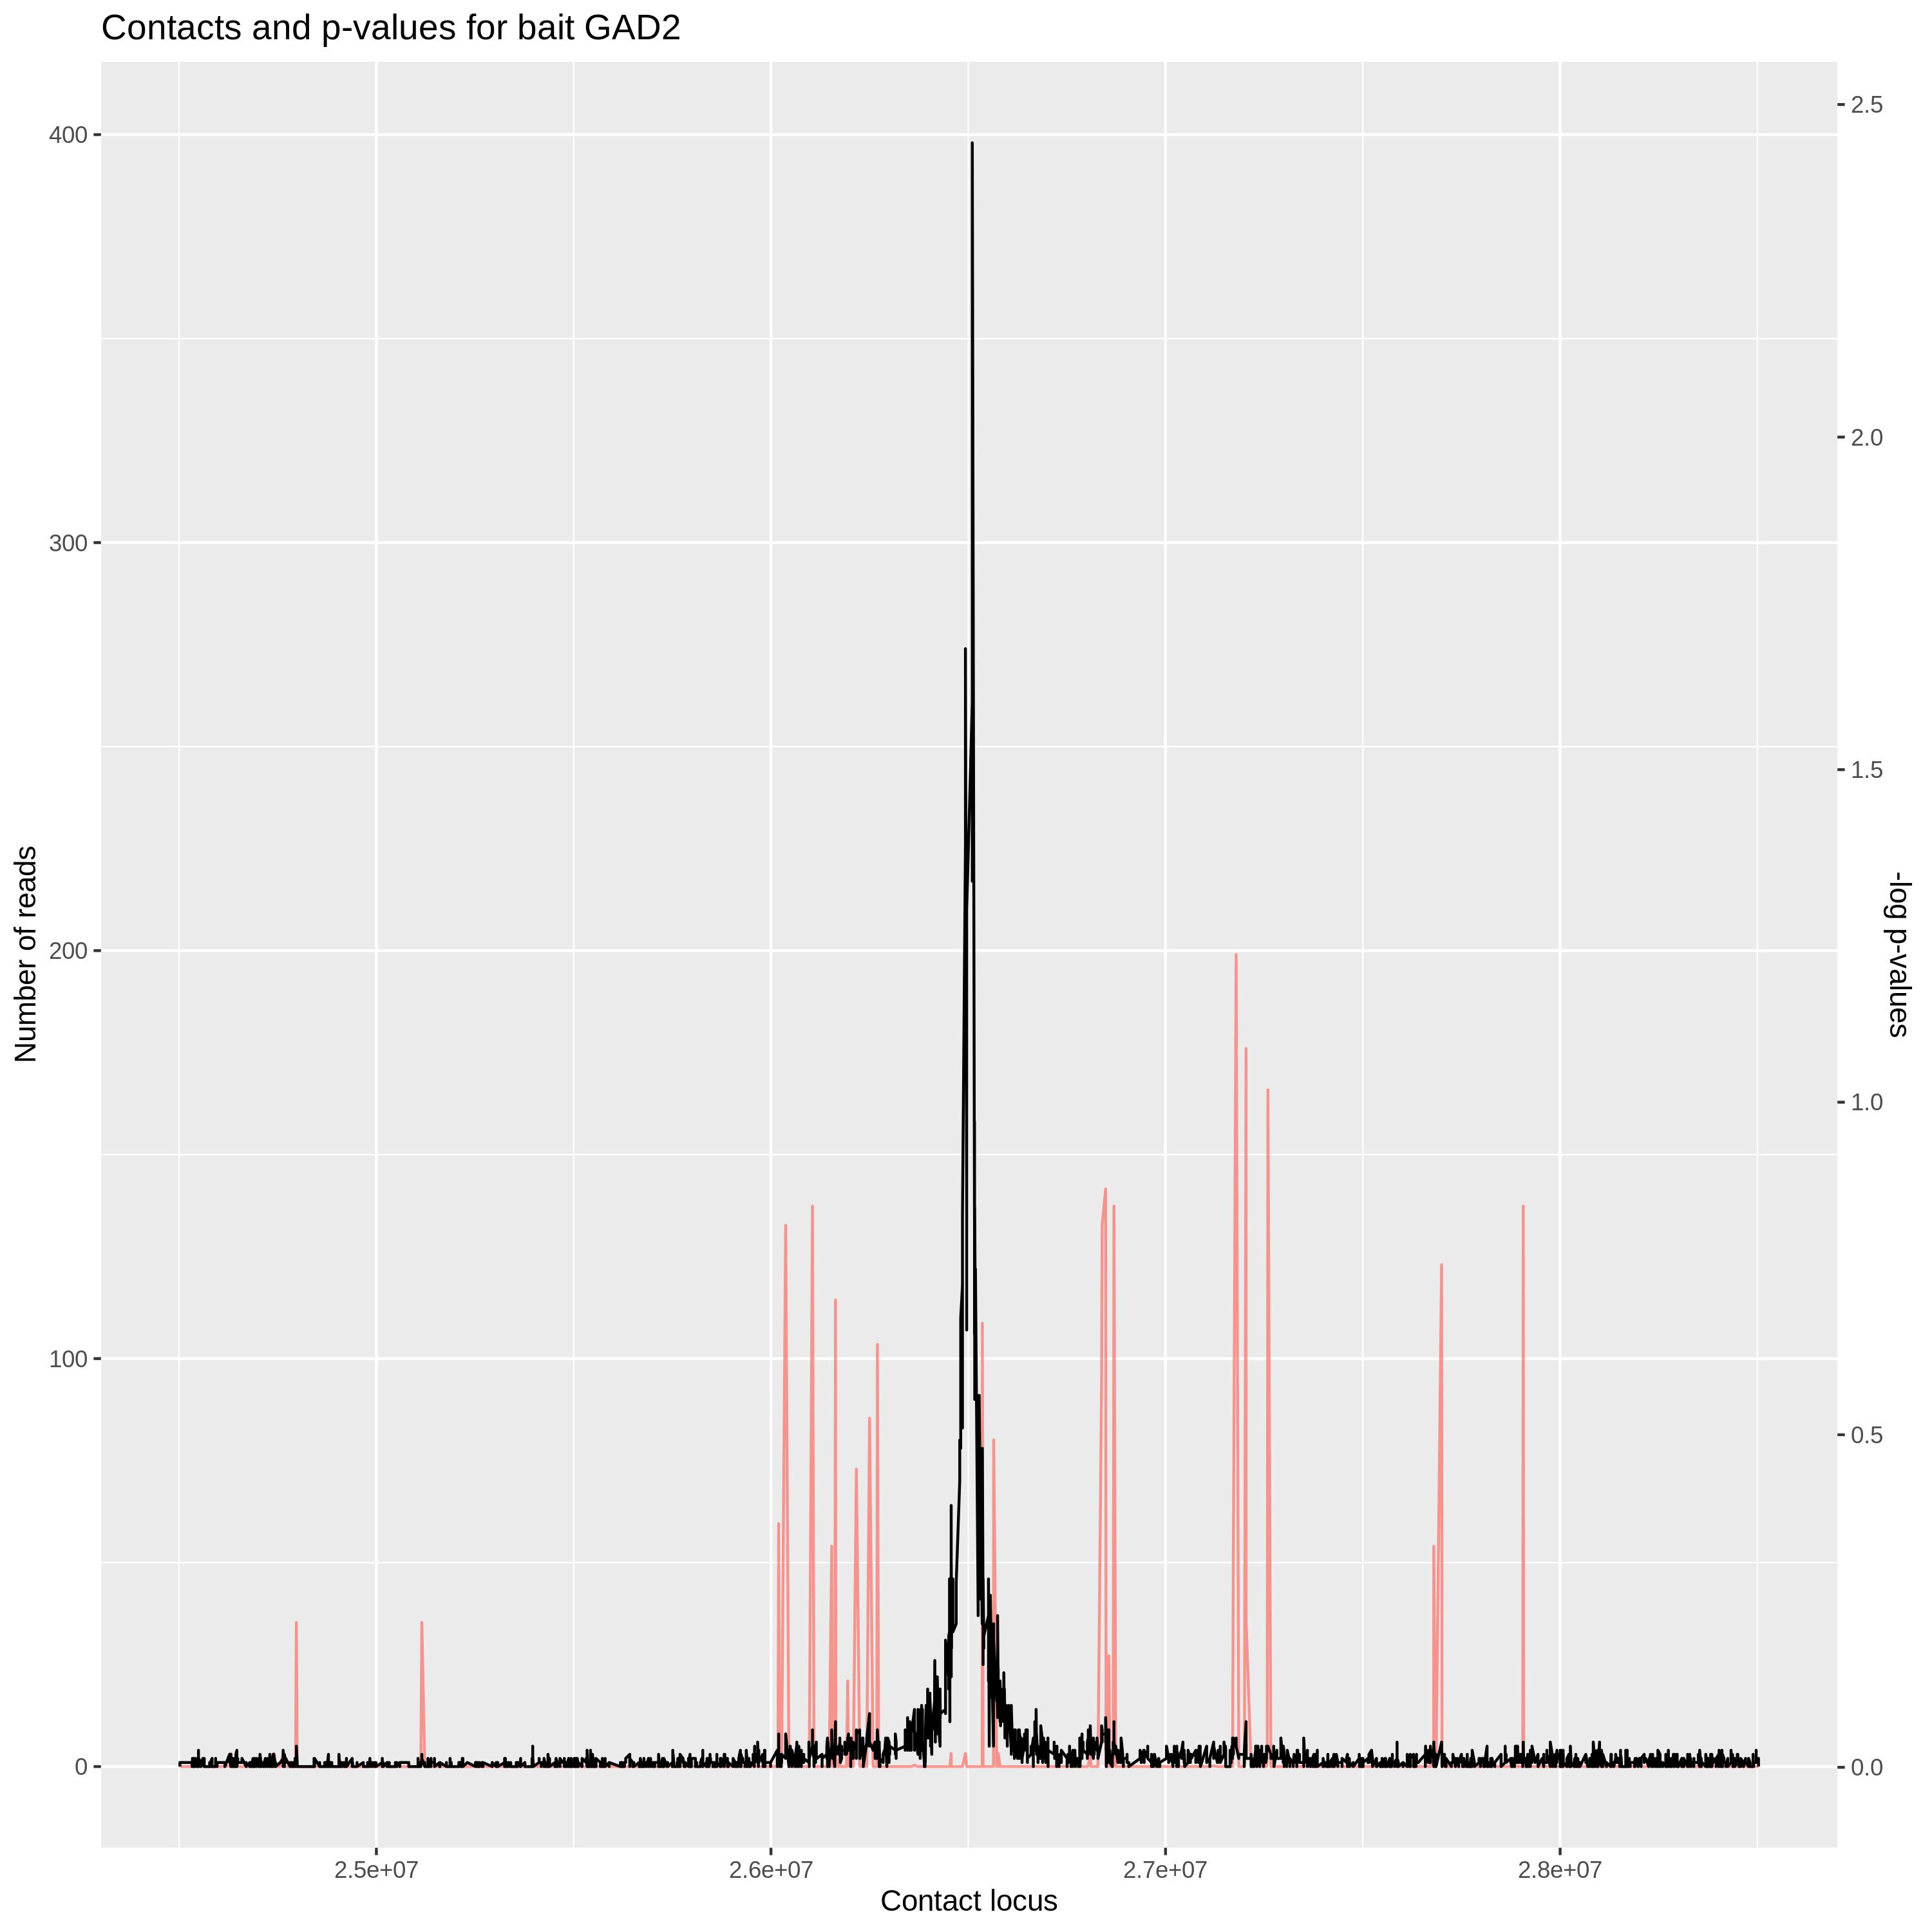 Contacts and p-values for bait GAD2
400
300
200
100
0
Number of reads
2.5
2.0
1.5
1.0
0.5
0.0
-log p-values
2.5e+07
2.6e+07
2.7e+07
2.8e+07
Contact locus